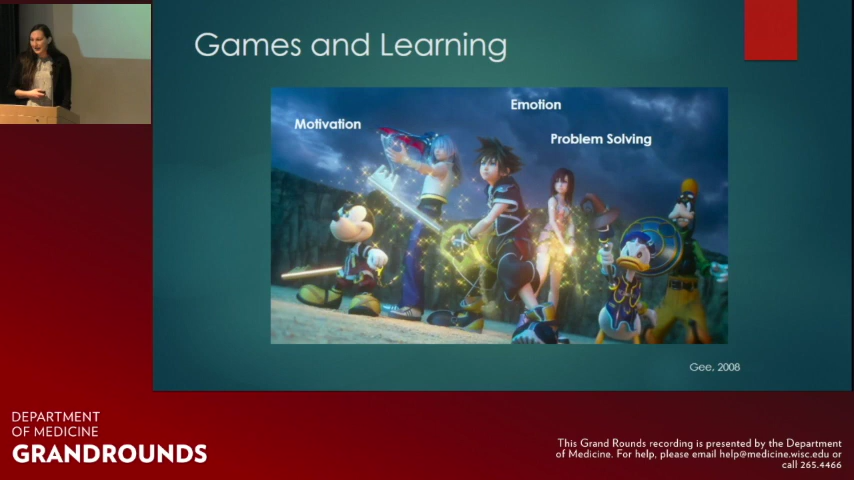 Games and Learning
Emotion
Motivation
Problem Solving
Gee, 2008
DEPARTMENT
OF MEDICINE
GRANDROUNDS
This Grand Rounds recording is presented by the Department
of Medicine. For help, please email help@medicine.wisc.edu or
call 265.4466